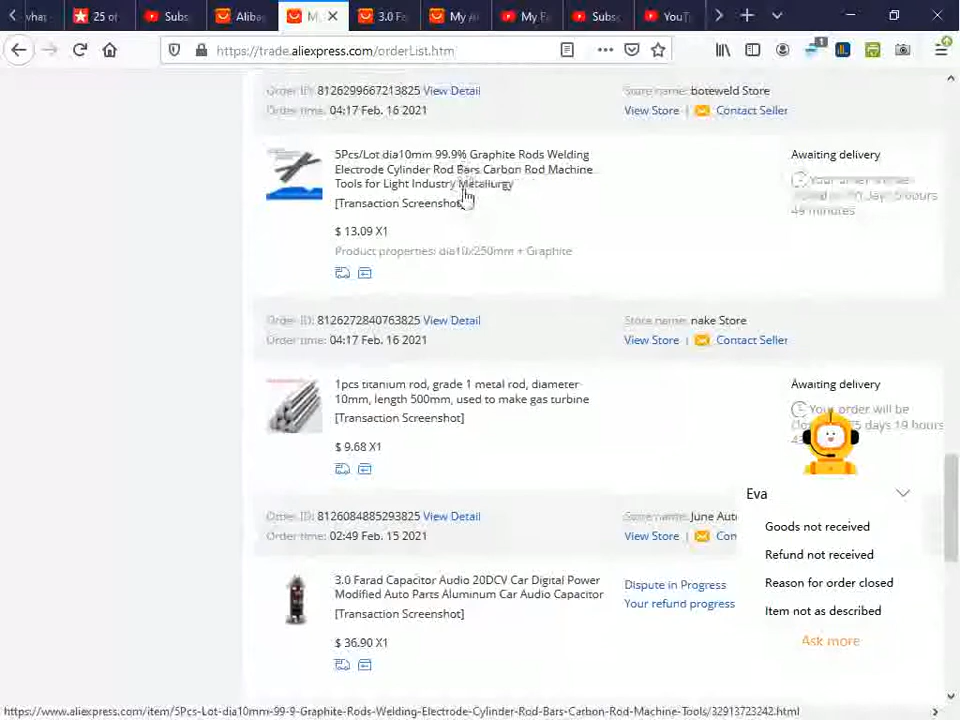 vhat
25 of
Subs
Alibab
My
3.0 Fa
My A
My F
Subsc
YouT
https://trade.aliexpress.com/orderList.htm
1
Order ID: 8126299667213825 View Detail
Store name: boteweld Store
Order time: 04:17 Feb. 16 2021
View Store | Contact Seller
5Pcs/Lot dia10mm 99.9% Graphite Rods Welding
Electrode Cylinder Rod Bars Carbon Rod Machine
Tools for Light Industry Metallurgy
[Transaction Screenshot]
$ 13.09 X1
Product properties: dia10x250mm + Graphite
Awaiting delivery
Your order will be
49 minutes
Order ID: 8126272840763825 View Detail
Store name: nake Store
Order time: 04:17 Feb. 16 2021
View Store | Contact Seller
1pcs titanium rod, grade 1 metal rod, diameter
10mm, length 500mm, used to make gas turbine
[Transaction Screenshot]
$ 9.68 X1
Awaiting delivery
Your order will be
5 days 19 hours
Order ID: 8126084885293825 View Detail
Store name: June Aut
Order time: 02:49 Feb. 15 2021
View Store | Con
3.0 Farad Capacitor Audio 20DCV Car Digital Power
Modified Auto Parts Aluminum Car Audio Capacitor
[Transaction Screenshot]
$ 36.90 X1
Dispute in Progress
Your refund progress
Eva
Goods not received
Refund not received
Reason for order closed
Item not as described
Ask more
https://www.aliexpress.com/item/5Pcs-Lot-dia10mm-99-9-Graphite-Rods-Welding-Electrode-Cylinder-Rod-Bars-Carbon-Rod-Machine-Tools/32913723242.html